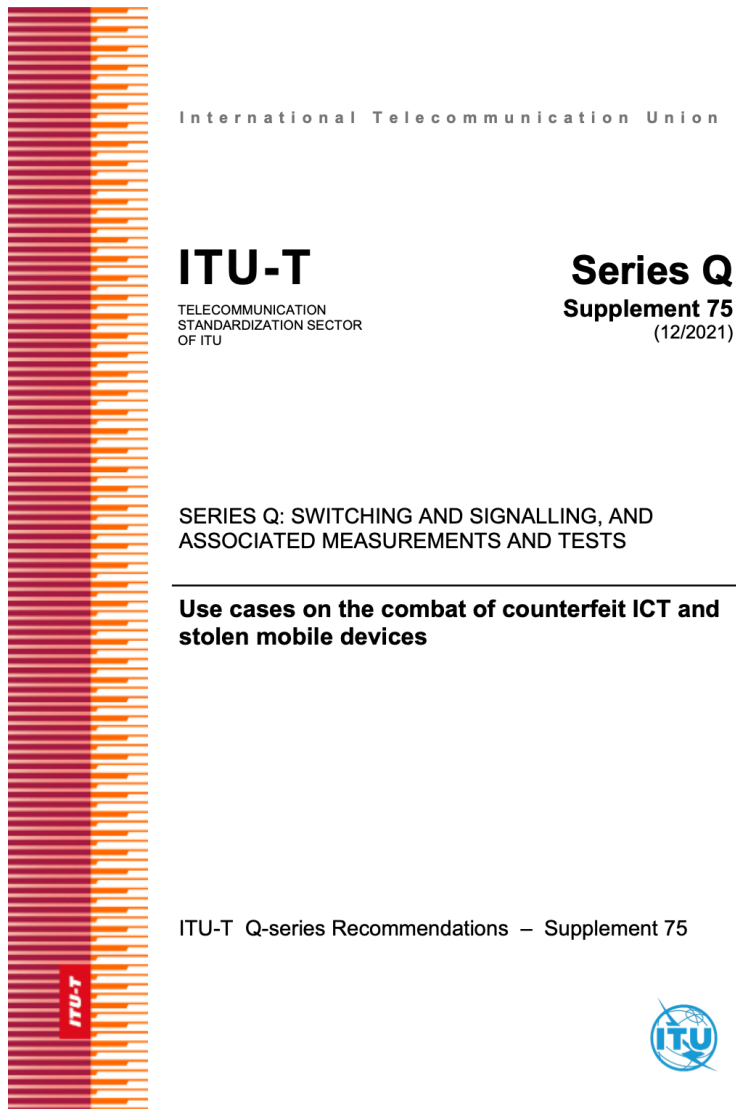 International Telecommunication Union
ITU-T
TELECOMMUNICATION
STANDARDIZATION SECTOR
OF ITU
Series Q
Supplement 75
(12/2021)
SERIES Q: SWITCHING AND SIGNALLING, AND
ASSOCIATED MEASUREMENTS AND TESTS
Use cases on the combat of counterfeit ICT and
stolen mobile devices
ITU-T Q-series Recommendations – Supplement 75
ITU-T
ITU